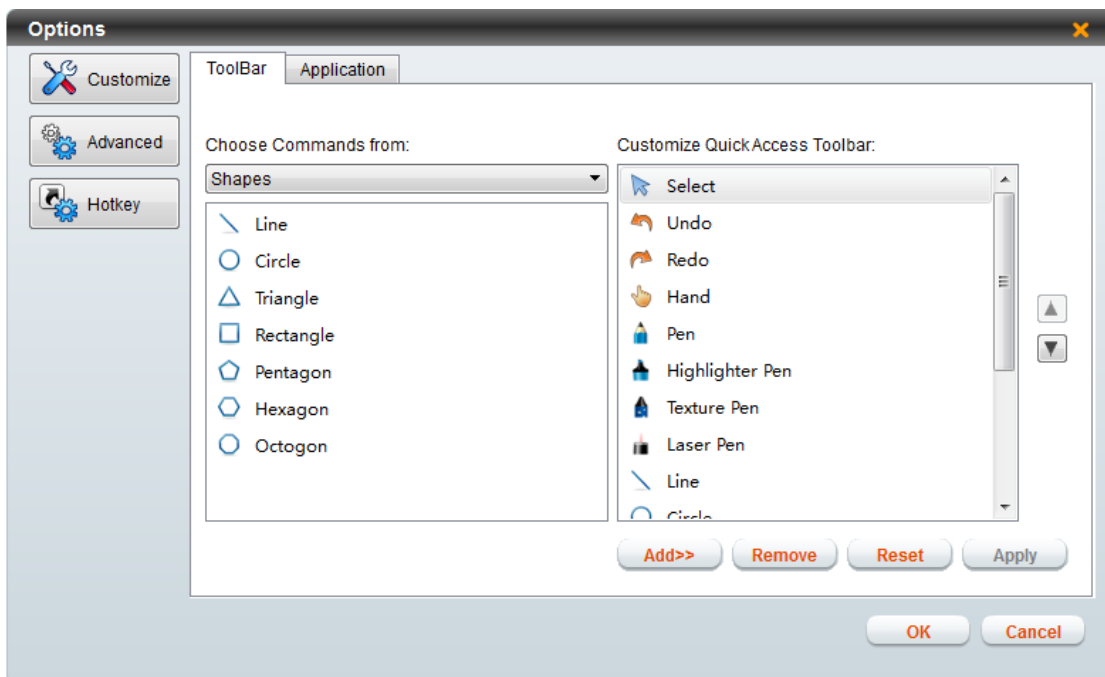 Options
Customize
Advanced
Hotkey
ToolBar
Application
Choose Commands from:
Shapes
Line
Circle
Triangle
Rectangle
Pentagon
Hexagon
Octogon
Customize Quick Access Toolbar:
Select
Undo
Redo
Hand
Pen
Highlighter Pen
Texture Pen
Laser Pen
Line
Circle
Add>>
Remove
Reset
Apply
OK
Cancel